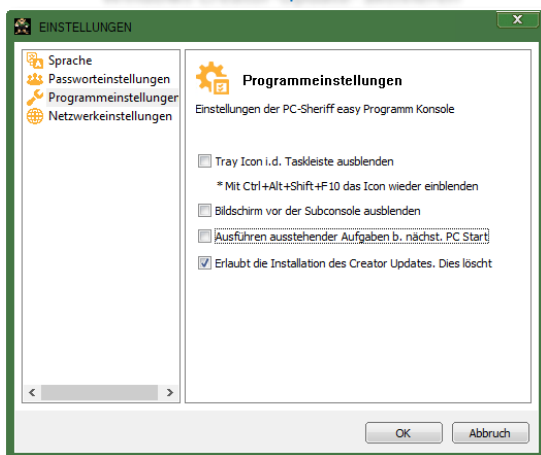 EINSTELLUNGEN
X
Sprache
Passworteinstellungen
Programmeinstellunger
Netzwerkeinstellungen
Programmeinstellungen
Einstellungen der PC-Sheriff easy Programm Konsole
Tray Icon i.d. Taskleiste ausblenden
* Mit Ctrl+Alt+Shift+F10 das Icon wieder einblenden
Bildschirm vor der Subconsole ausblenden
Ausführen ausstehender Aufgaben b. nächst. PC Start
Erlaubt die Installation des Creator Updates. Dies löscht
OK
Abbruch